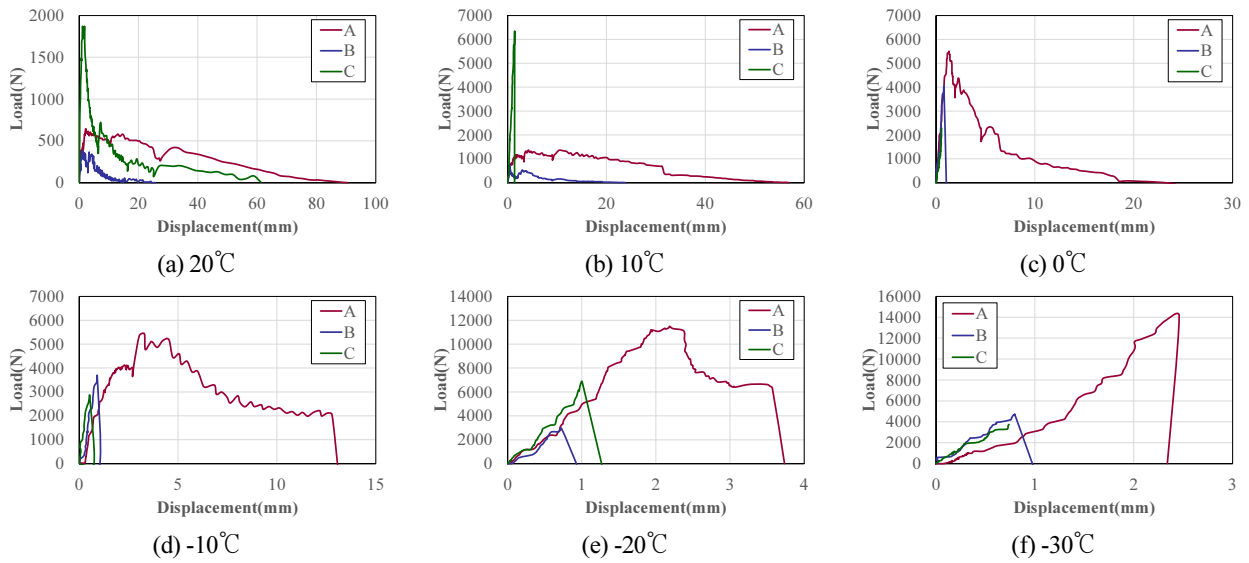 2000
1500
1000
500
0
0 20 40 60 80 100
Load(N)
Displacement(mm)
A
B
C
(a) 20℃
7000
6000
5000
4000
3000
2000
1000
0
0 20 40 60
Load(N)
Displacement(mm)
A
B
C
(b) 10℃
7000
6000
5000
4000
3000
2000
1000
0
0 10 20 30
Load(N)
Displacement(mm)
A
B
C
(c) 0℃
7000
6000
5000
4000
3000
2000
1000
0
0 5 10 15
Load(N)
Displacement(mm)
A
B
C
(d) -10℃
14000
12000
10000
8000
6000
4000
2000
0
0 1 2 3 4
Load(N)
Displacement(mm)
A
B
C
(e) -20℃
16000
14000
12000
10000
8000
6000
4000
2000
0
0 1 2 3
Load(N)
Displacement(mm)
A
B
C
(f) -30℃